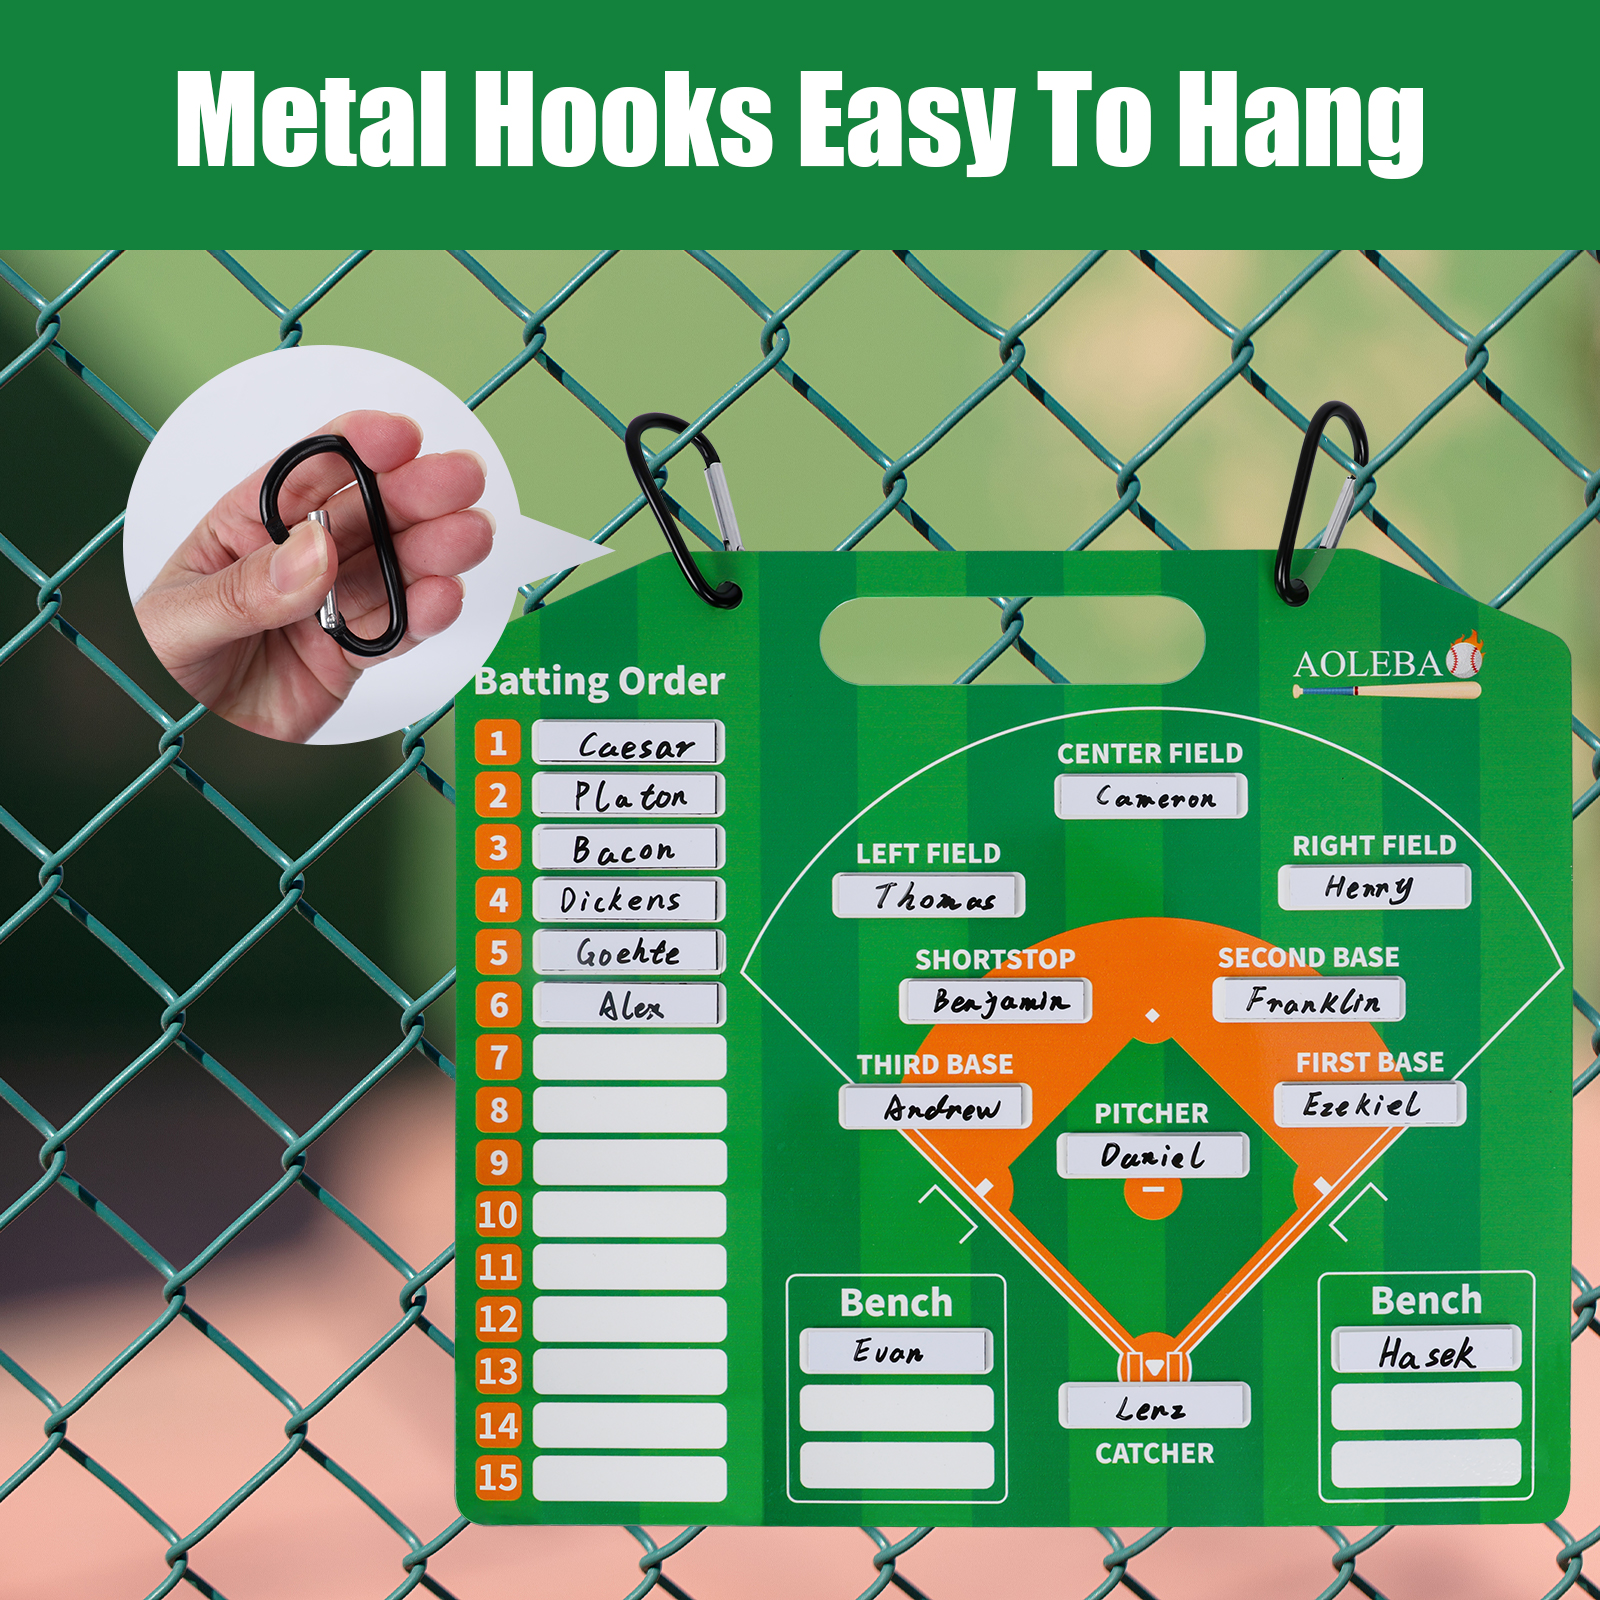 Metal Hooks Easy To Hang
AOLEBA
Batting Order
1 Caesar
2 Platon
3 Bacon
4 Dickens
5 Goehte
6 Alex
7
8
9
10
11
12
13
14
15
CENTER FIELD
Cameron
LEFT FIELD
Thomas
RIGHT FIELD
Henry
SHORTSTOP
Benjamin
SECOND BASE
Franklin
THIRD BASE
Andrew
FIRST BASE
Ezekiel
PITCHER
Daniel
Bench
Evan
Lenz
CATCHER
Bench
Hasek